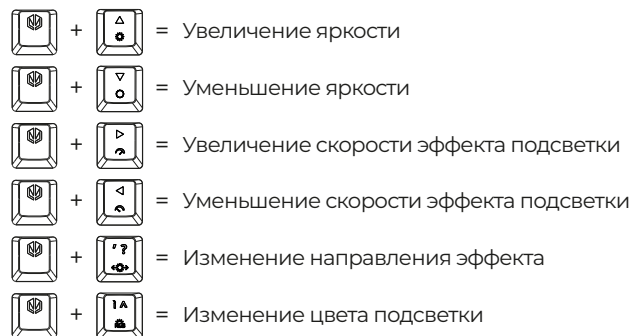 + = Увеличение яркости
+ = Уменьшение яркости
+ = Увеличение скорости эффекта подсветки
+ = Уменьшение скорости эффекта подсветки
+ ' ? = Изменение направления эффекта
+ = Изменение цвета подсветки